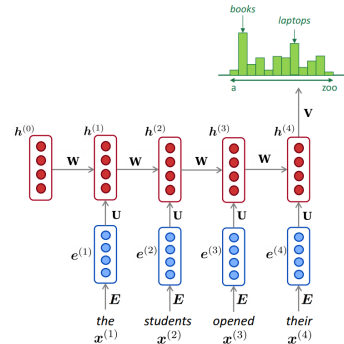 books
laptops
a zoo
V
h(0) h(1) h(2) h(3) h(4)
W W W W
U U U U
e(1) e(2) e(3) e(4)
E E E E
the students opened their
x(1) x(2) x(3) x(4)